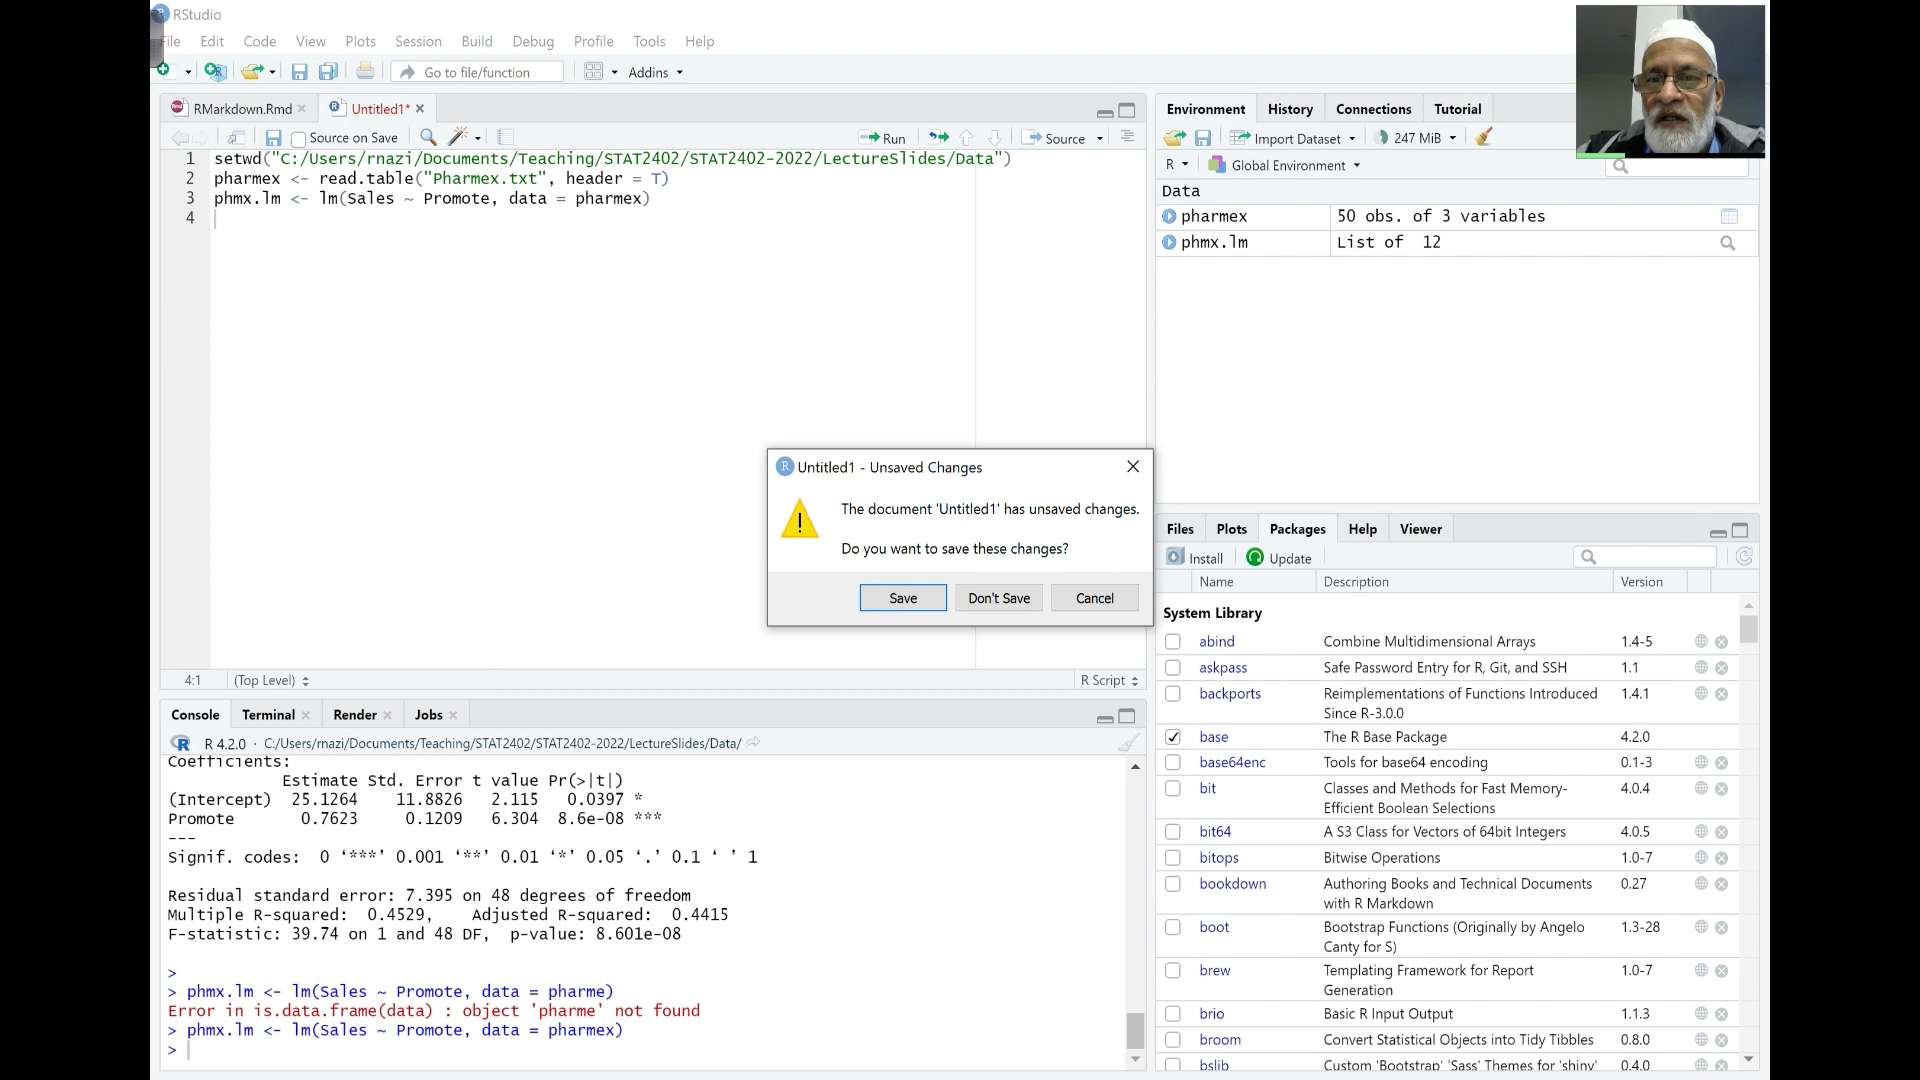 RStudio
File Edit Code View Plots Session Build Debug Profile Tools Help
Go to file/function Addins
RMarkdown.Rmd Untitled1*
Source on Save Run Source
1 setwd("C:/Users/rnazi/Documents/Teaching/STAT2402/STAT2402-2022/LectureSlides/Data")
2 pharmex <- read.table("Pharmex.txt", header = T)
3 phmx.lm <- lm(Sales ~ Promote, data = pharmex)
4
4:1 (Top Level) R Script
Untitled1 - Unsaved Changes
The document 'Untitled1' has unsaved changes.
Do you want to save these changes?
Save Don't Save Cancel
Console Terminal Render Jobs
R 4.2.0 · C:/Users/rnazi/Documents/Teaching/STAT2402/STAT2402-2022/LectureSlides/Data/
Coefficients:
Estimate Std. Error t value Pr(>|t|)
(Intercept) 25.1264 11.8826 2.115 0.0397 *
Promote 0.7623 0.1209 6.304 8.6e-08 ***
---
Signif. codes: 0 ‘***’ 0.001 ‘**’ 0.01 ‘*’ 0.05 ‘.’ 0.1 ‘ ’ 1
Residual standard error: 7.395 on 48 degrees of freedom
Multiple R-squared: 0.4529, Adjusted R-squared: 0.4415
F-statistic: 39.74 on 1 and 48 DF, p-value: 8.601e-08
>
> phmx.lm <- lm(Sales ~ Promote, data = pharme)
Error in is.data.frame(data) : object 'pharme' not found
> phmx.lm <- lm(Sales ~ Promote, data = pharmex)
>
Environment History Connections Tutorial
Import Dataset 247 MiB
R Global Environment
Data
pharmex 50 obs. of 3 variables
phmx.lm List of 12
Files Plots Packages Help Viewer
Install Update
Name Description Version
System Library
abind Combine Multidimensional Arrays 1.4-5
askpass Safe Password Entry for R, Git, and SSH 1.1
backports Reimplementations of Functions Introduced 1.4.1
Since R-3.0.0
base The R Base Package 4.2.0
base64enc Tools for base64 encoding 0.1-3
bit Classes and Methods for Fast Memory- 4.0.4
Efficient Boolean Selections
bit64 A S3 Class for Vectors of 64bit Integers 4.0.5
bitops Bitwise Operations 1.0-7
bookdown Authoring Books and Technical Documents 0.27
with R Markdown
boot Bootstrap Functions (Originally by Angelo 1.3-28
Canty for S)
brew Templating Framework for Report 1.0-7
Generation
brio Basic R Input Output 1.1.3
broom Convert Statistical Objects into Tidy Tibbles 0.8.0
bslib Custom 'Bootstrap' 'Sass' Themes for 'shiny' 0.4.0